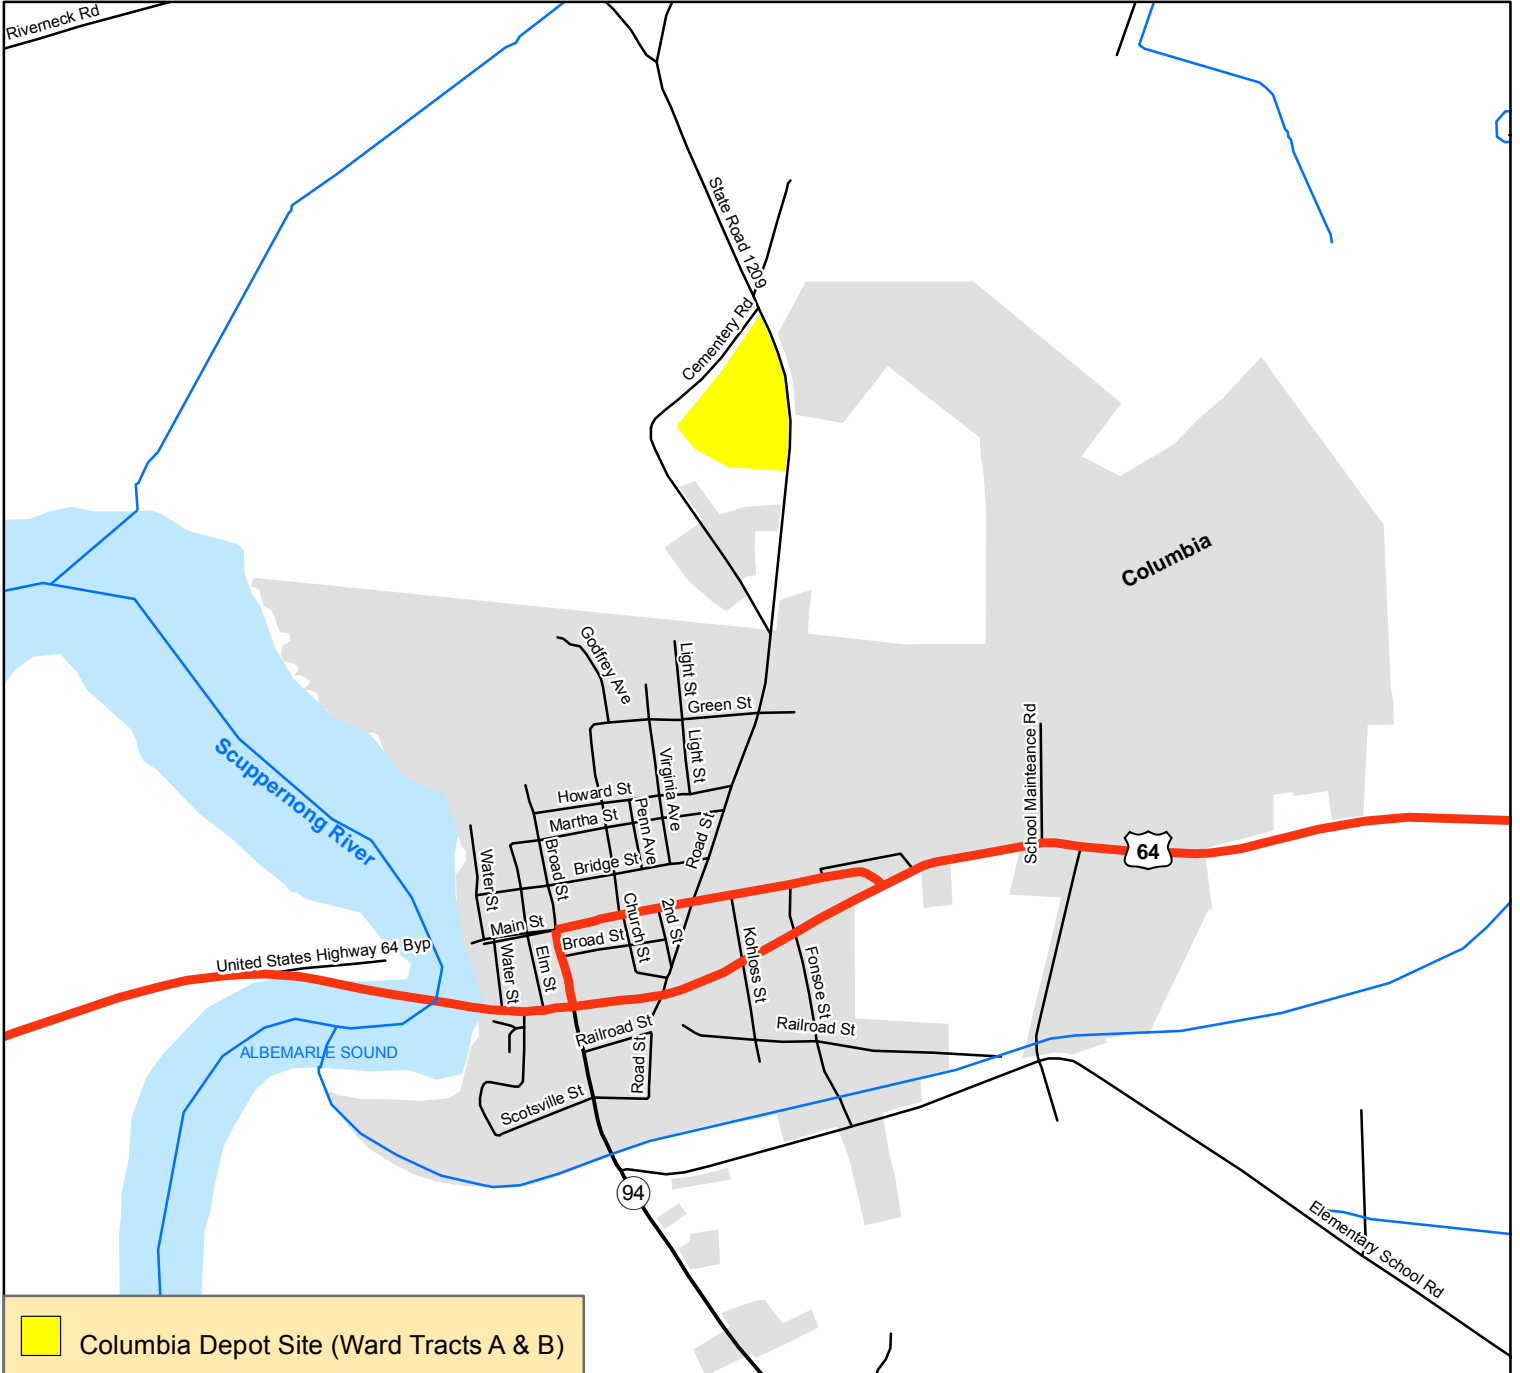 Riverneck Rd
State Road 1209
Cementery Rd
Columbia
Godfrey Ave
Light St
Green St
Light St
School Mainteance Rd
Scuppernong River
Virginia Ave
Howard St
Penn Ave
Martha St
Road St
64
Broad St
Bridge St
Water St
Church St
2nd St
Main St
Broad St
United States Highway 64 Byp
Water St
Elm St
Kohloss St
Fonsoe St
Railroad St
Railroad St
ALBEMARLE SOUND
Road St
Scotsville St
94
Elementary School Rd
Columbia Depot Site (Ward Tracts A & B)